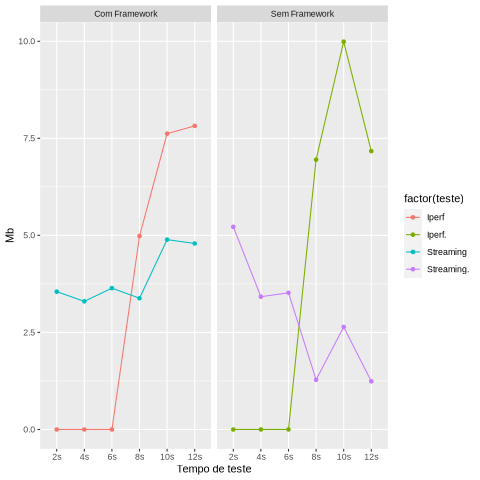 Com Framework
Sem Framework
10.0
7.5
5.0
2.5
0.0
Mb
2s 4s 6s 8s 10s 12s
2s 4s 6s 8s 10s 12s
Tempo de teste
factor(teste)
Iperf
Iperf.
Streaming
Streaming.